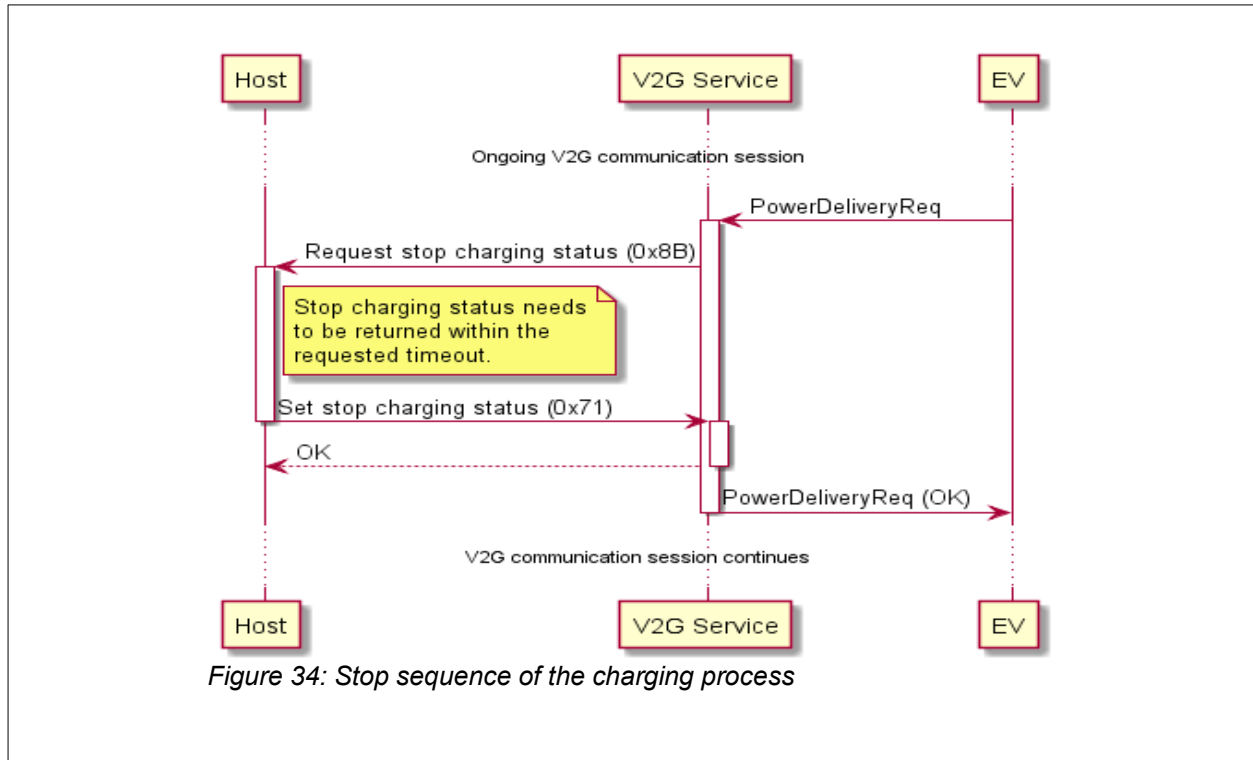 Host
V2G Service
EV
Ongoing V2G communication session
PowerDeliveryReq
Request stop charging status (0x8B)
Stop charging status needs
to be returned within the
requested timeout.
Set stop charging status (0x71)
OK
PowerDeliveryReq (OK)
V2G communication session continues
Host
V2G Service
EV
Figure 34: Stop sequence of the charging process